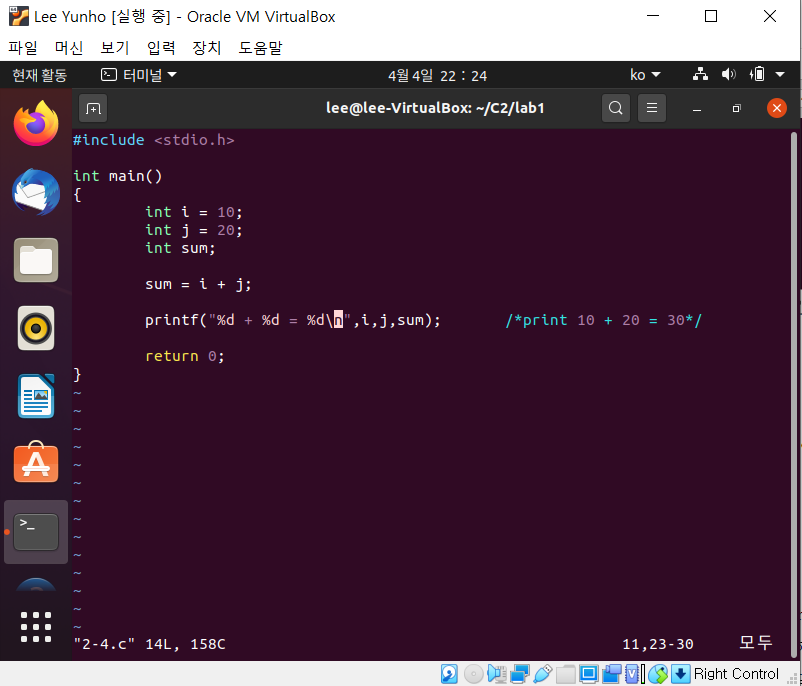 Lee Yunho [실행 중] - Oracle VM VirtualBox
파일 머신 보기 입력 장치 도움말
현재 활동 터미널 4월 4일 22 : 24 ko
lee@lee-VirtualBox: ~/C2/lab1
#include <stdio.h>
int main()
{
int i = 10;
int j = 20;
int sum;
sum = i + j;
printf("%d + %d = %d\n",i,j,sum); /*print 10 + 20 = 30*/
return 0;
}
~
~
~
~
~
~
~
~
~
~
~
~
~
~
"2-4.c" 14L, 158C 11,23-30 모두
Right Control